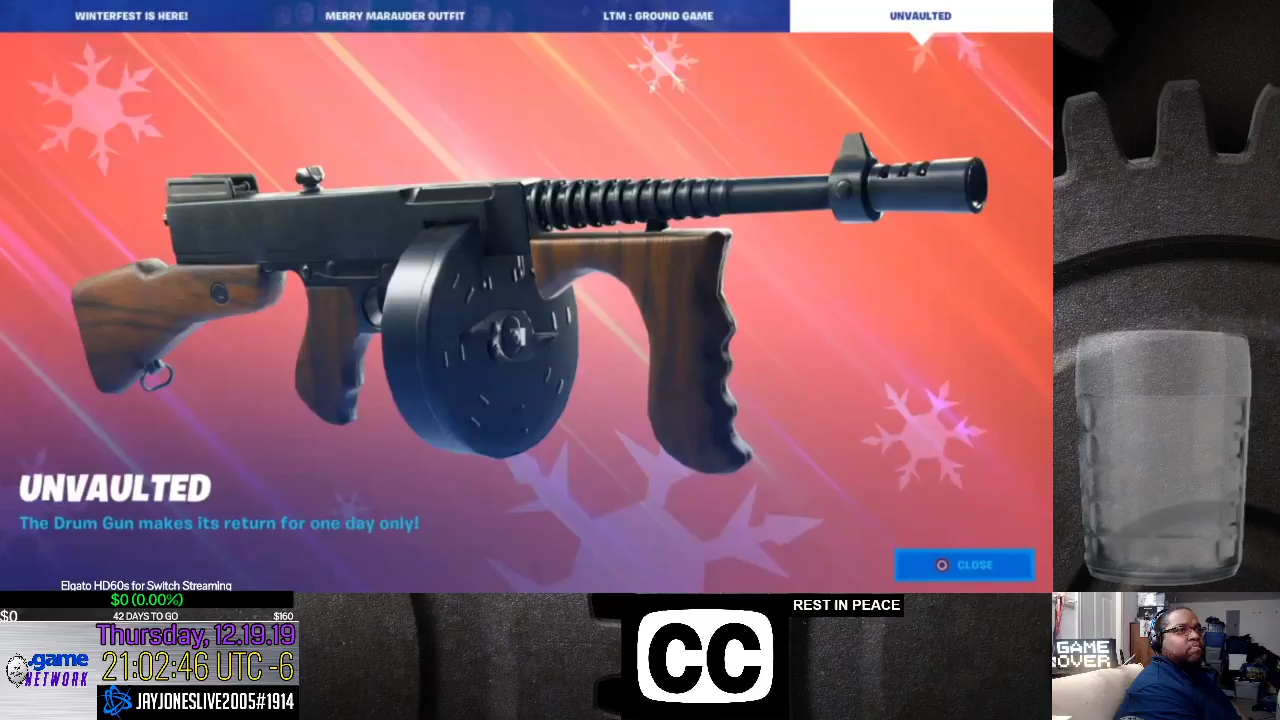 WINTERFEST IS HERE!
MERRY MARAUDER OUTFIT
LTM : GROUND GAME
UNVAULTED
UNVAULTED
The Drum Gun makes its return for one day only!
CLOSE
Elgato HD60s for Switch Streaming
$0 (0.00%)
$0
42 DAYS TO GO
$160
Thursday, 12.19.19
.game
NETWORK
21:02:46 UTC -6
JAYJONESLIVE2005#1914
CC
REST IN PEACE
GAME
OVER